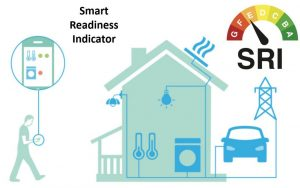 Smart
Readiness
Indicator
G F E D C B A
SRI